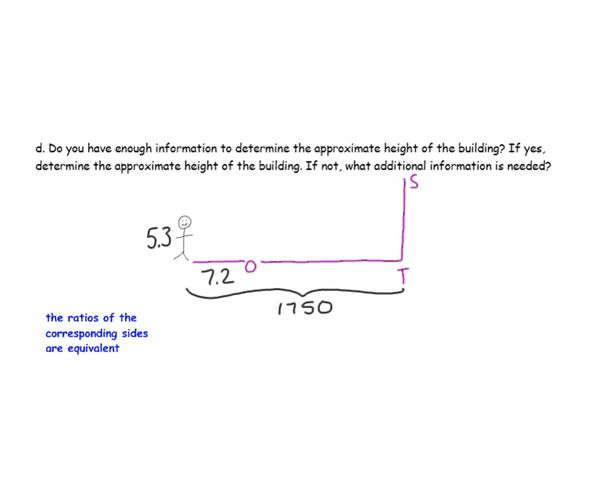 d. Do you have enough information to determine the approximate height of the building? If yes,
determine the approximate height of the building. If not, what additional information is needed?
S
5.3
7.2 O
T
1750
the ratios of the
corresponding sides
are equivalent